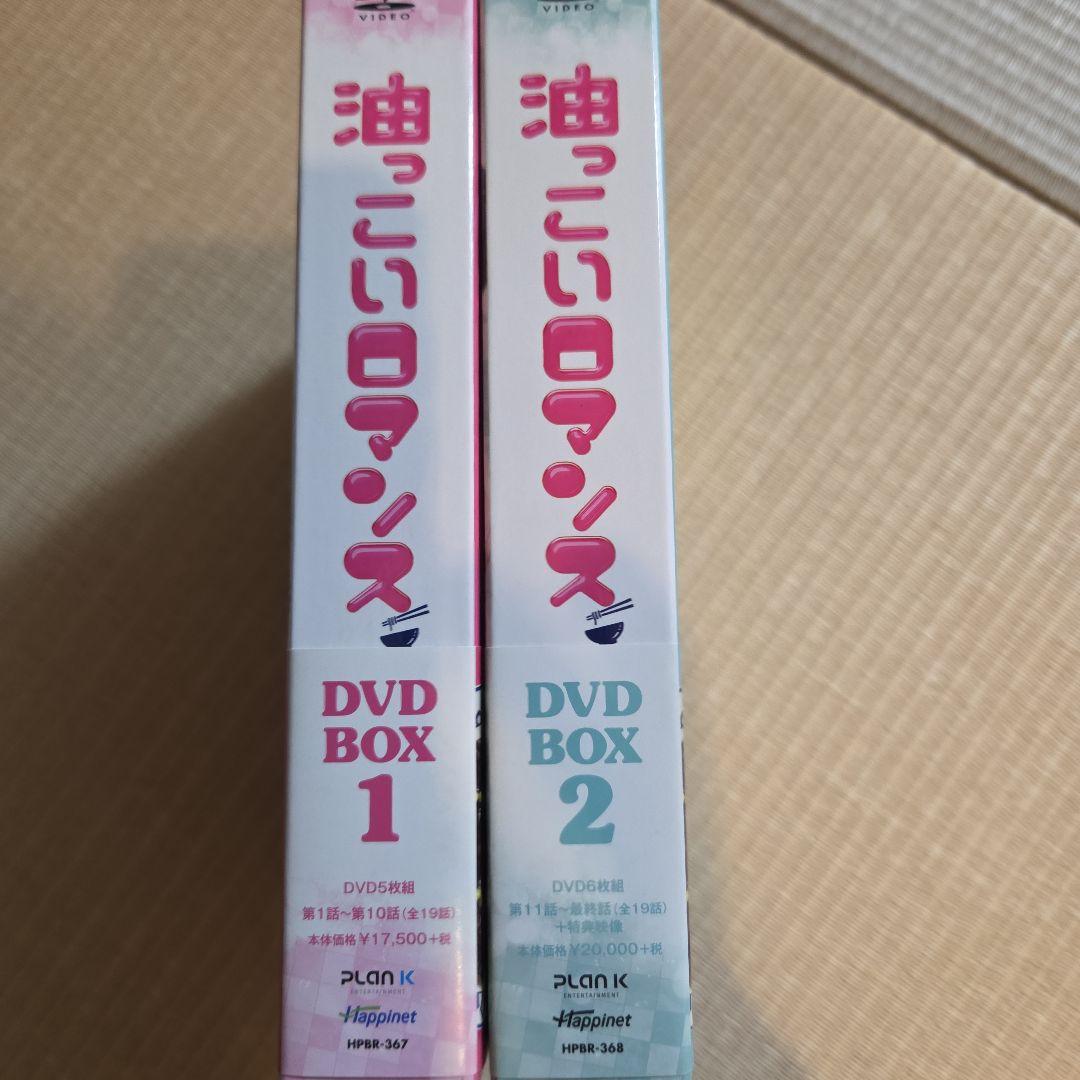 VIDEO
油っこいロマンス
DVD
BOX
1
DVD5枚組
第1話〜第10話(全19話)
本体価格¥17,500+税
PLAN K
ENTERTAINMENT
Happinet
HPBR-367
VIDEO
油っこいロマンス
DVD
BOX
2
DVD6枚組
第11話〜最終話(全19話)
+特典映像
本体価格¥20,000+税
PLAN K
ENTERTAINMENT
Happinet
HPBR-368